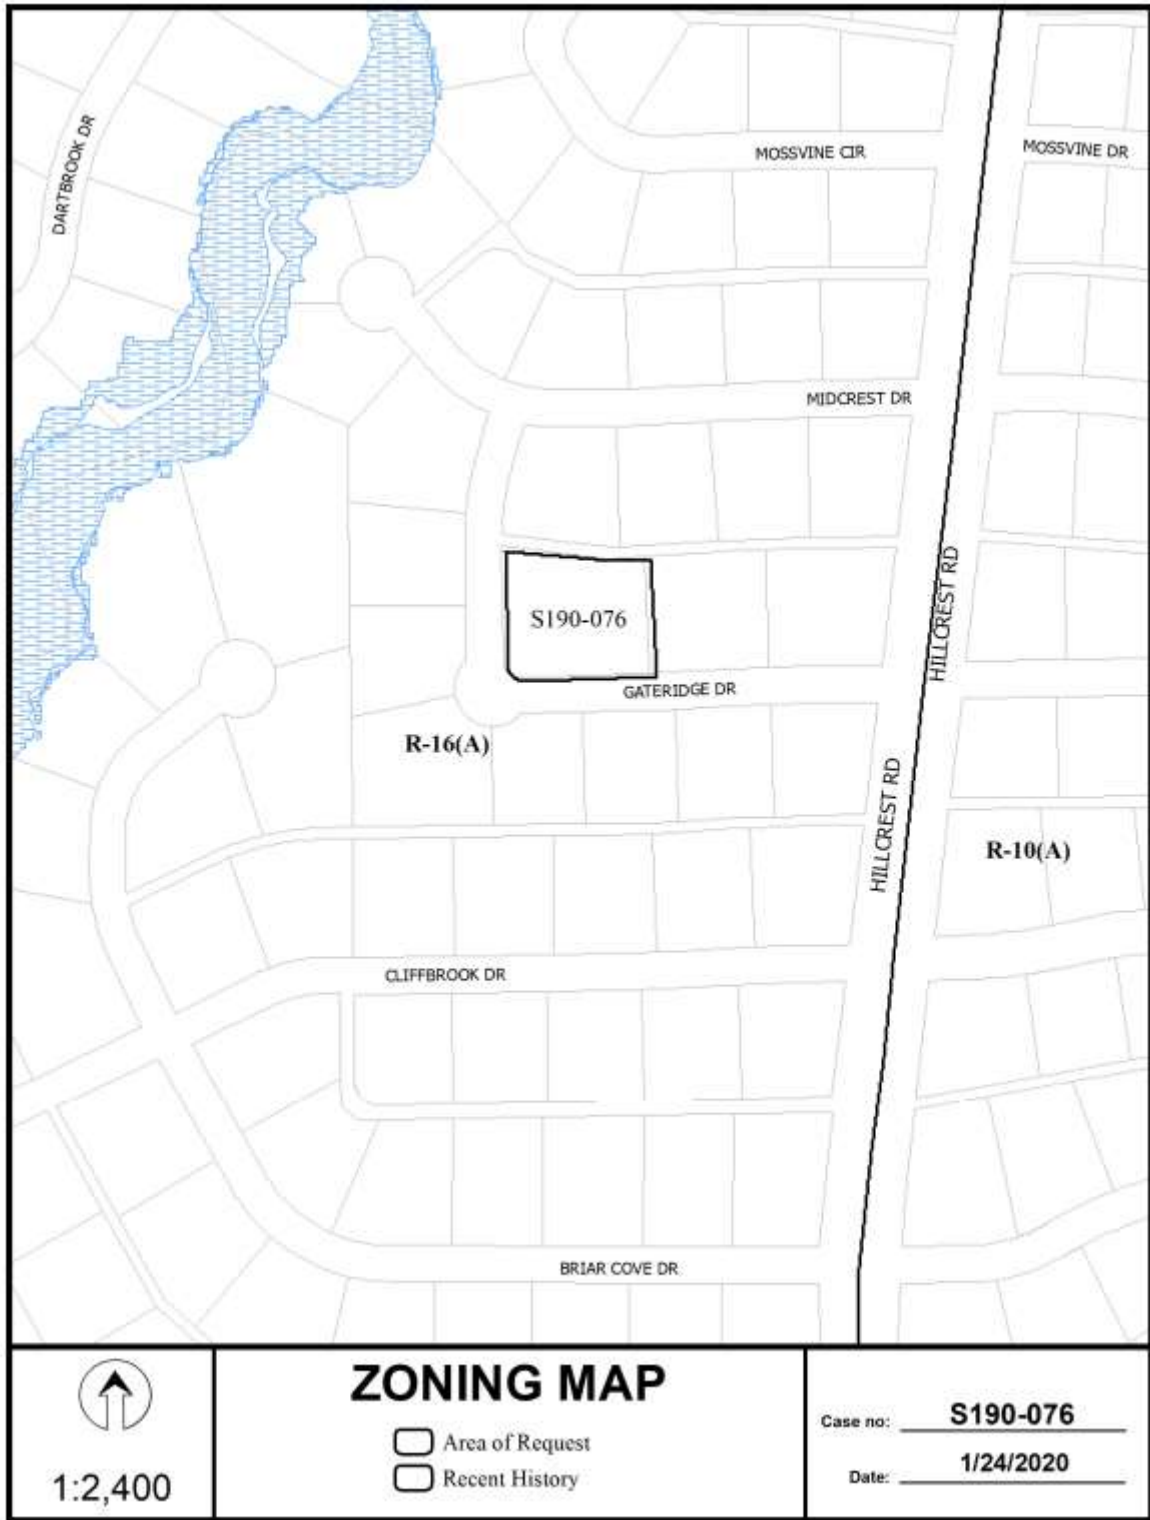 DARTBROOK DR
MOSSVINE CIR
MOSSVINE DR
MIDCREST DR
HILLCREST RD
S190-076
GATERIDGE DR
R-16(A)
HILLCREST RD
R-10(A)
CLIFFBROOK DR
BRIAR COVE DR
1:2,400
ZONING MAP
Area of Request
Recent History
Case no: S190-076
Date: 1/24/2020